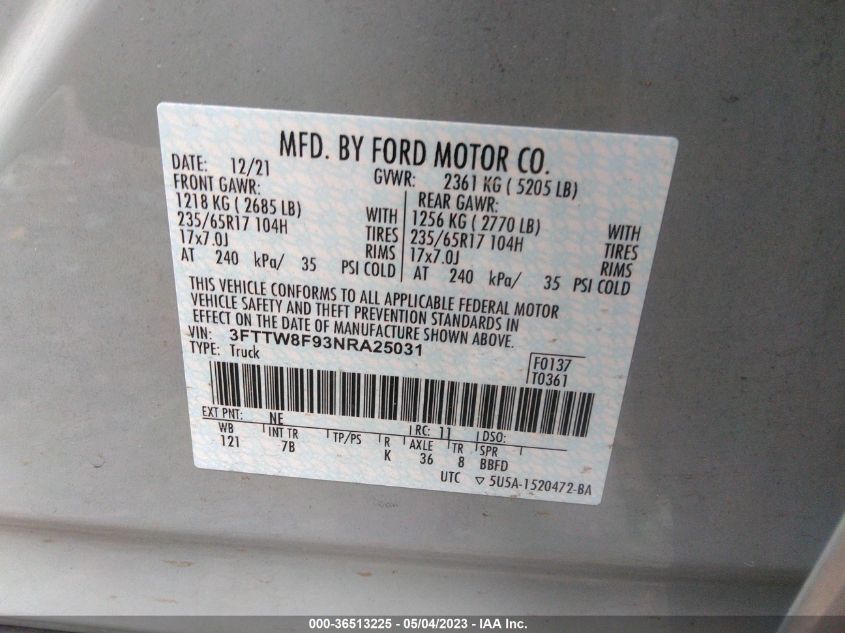 MFD. BY FORD MOTOR CO.
DATE: 12/21 GVWR: 2361 KG ( 5205 LB)
FRONT GAWR: REAR GAWR:
1218 KG ( 2685 LB) WITH 1256 KG ( 2770 LB) WITH
235/65R17 104H TIRES 235/65R17 104H TIRES
17x7.0J RIMS 17x7.0J RIMS
AT 240 kPa/ 35 PSI COLD AT 240 kPa/ 35 PSI COLD
THIS VEHICLE CONFORMS TO ALL APPLICABLE FEDERAL MOTOR
VEHICLE SAFETY AND THEFT PREVENTION STANDARDS IN
EFFECT ON THE DATE OF MANUFACTURE SHOWN ABOVE.
VIN: 3FTTW8F93NRA25031
TYPE: Truck
F0137
T0361
EXT PNT: NE RC: 11 DSO:
WB INT TR TP/PS R AXLE TR SPR
121 7B K 36 8 BBFD
UTC ▽ 5U5A-1520472-BA
000-36513225 - 05/04/2023 - IAA Inc.